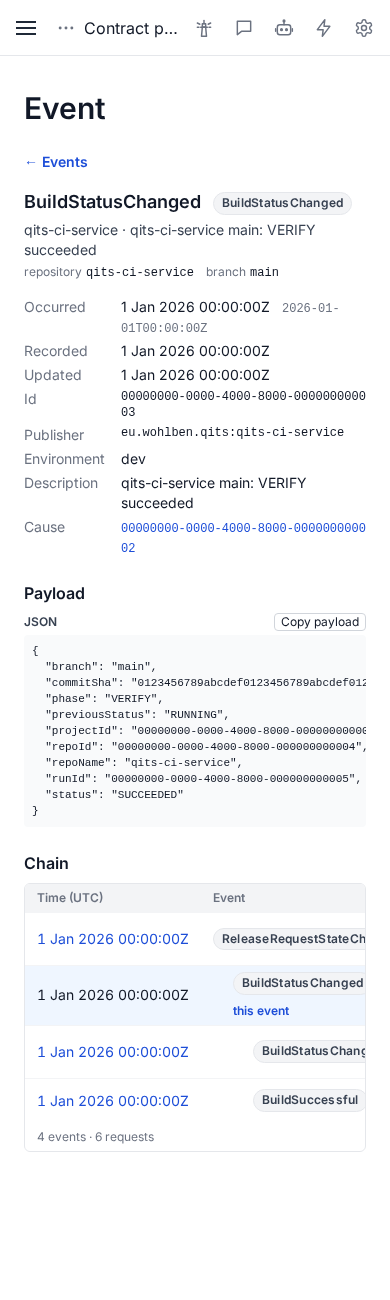 Contract p…
Event
← Events
BuildStatusChanged BuildStatusChanged
qits-ci-service · qits-ci-service main: VERIFY
succeeded
repository qits-ci-service branch main
Occurred 1 Jan 2026 00:00:00Z 2026-01-
01T00:00:00Z
Recorded 1 Jan 2026 00:00:00Z
Updated 1 Jan 2026 00:00:00Z
Id 00000000-0000-4000-8000-0000000000
03
Publisher eu.wohlben.qits:qits-ci-service
Environment dev
Description qits-ci-service main: VERIFY
succeeded
Cause 00000000-0000-4000-8000-0000000000
02
Payload
JSON Copy payload
{
"branch": "main",
"commitSha": "0123456789abcdef0123456789abcdef012
"phase": "VERIFY",
"previousStatus": "RUNNING",
"projectId": "00000000-0000-4000-8000-00000000000
"repoId": "00000000-0000-4000-8000-000000000004",
"repoName": "qits-ci-service",
"runId": "00000000-0000-4000-8000-000000000005",
"status": "SUCCEEDED"
}
Chain
Time (UTC) Event
1 Jan 2026 00:00:00Z ReleaseRequestStateCh
1 Jan 2026 00:00:00Z BuildStatusChanged
this event
1 Jan 2026 00:00:00Z BuildStatusChang
1 Jan 2026 00:00:00Z BuildSuccessful
4 events · 6 requests